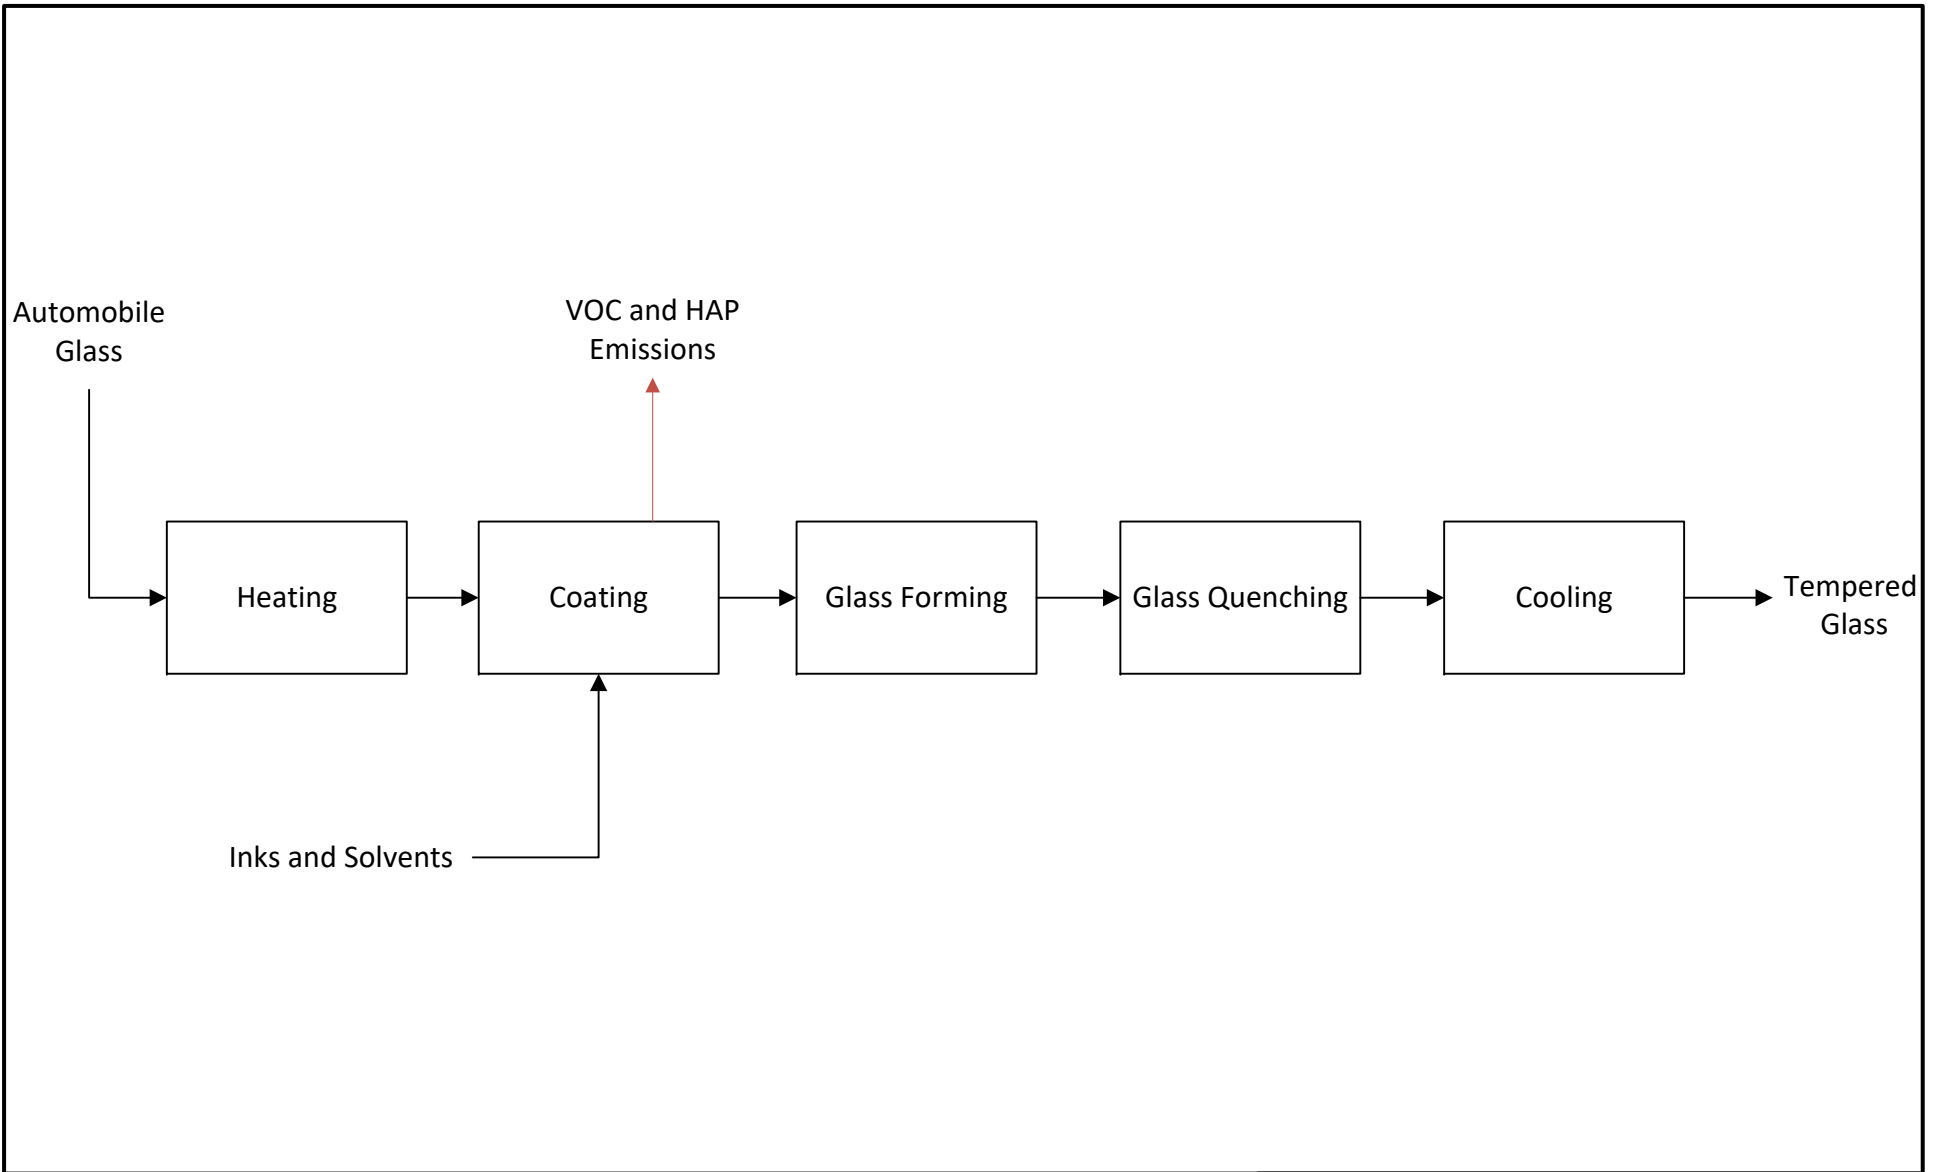 Automobile
Glass
VOC and HAP
Emissions
Heating
Coating
Glass Forming
Glass Quenching
Cooling
Tempered
Glass
Inks and Solvents